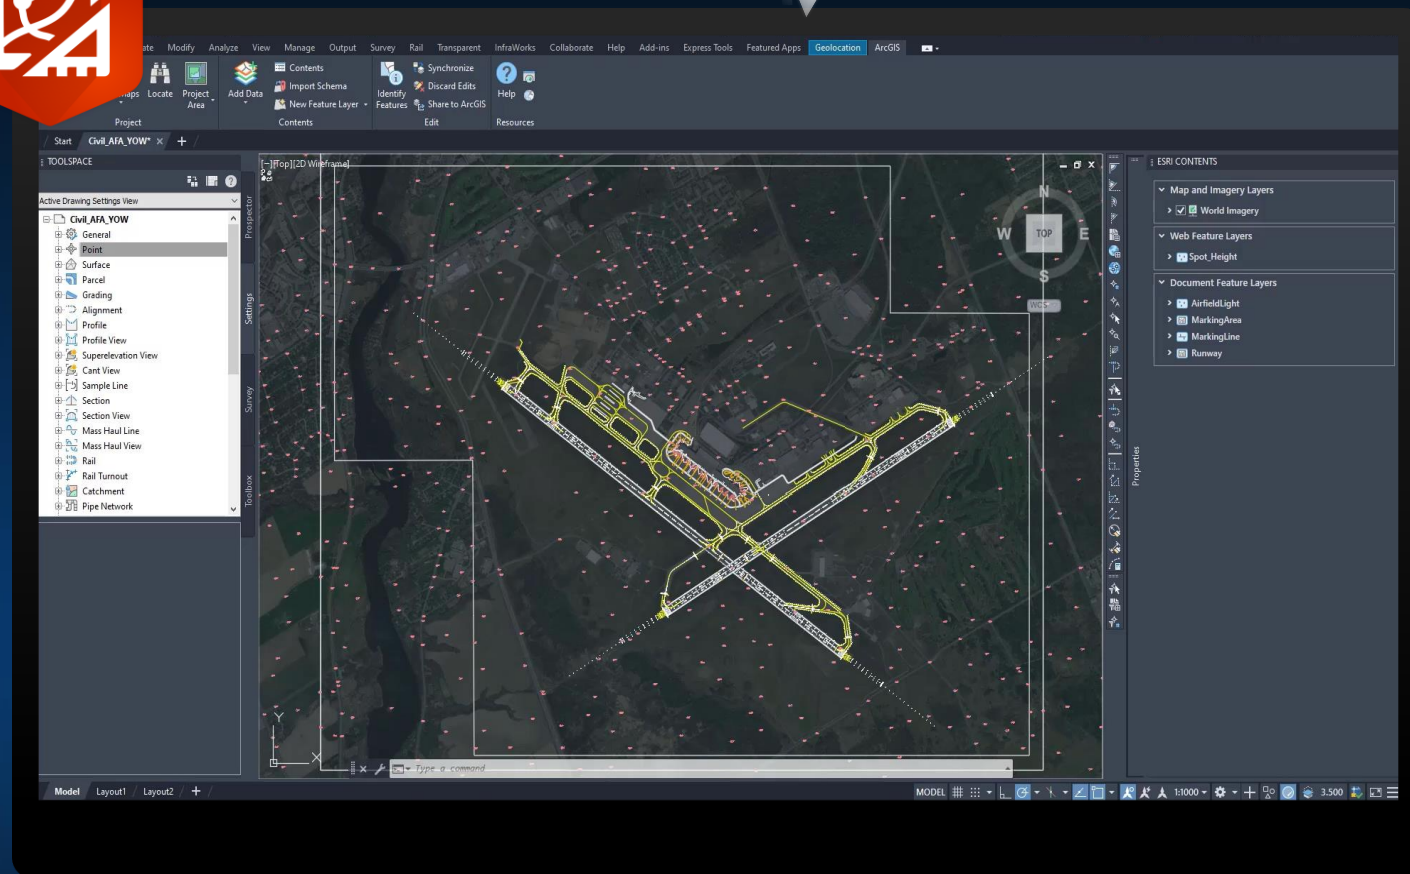 Modify Analyze View Manage Output Survey Rail Transparent InfraWorks Collaborate Help Add-ins Express Tools Featured Apps Geolocation ArcGIS
Locate
Project Area
Project
Add Data
Contents
Import Schema
New Feature Layer
Contents
Identify Features
Synchronize
Discard Edits
Share to ArcGIS
Edit
Help
Resources
Start Civil_AFA_YOW* × +
TOOLSPACE
Active Drawing Settings View
Civil_AFA_YOW
General
Point
Surface
Parcel
Grading
Alignment
Profile
Profile View
Superelevation View
Cant View
Sample Line
Section
Section View
Mass Haul Line
Mass Haul View
Rail
Rail Turnout
Catchment
Pipe Network
Prospector
Settings
Survey
Toolbox
[−][Top][2D Wireframe]
N
W TOP E
S
WCS
Y
X
Type a command
Properties
ESRI CONTENTS
Map and Imagery Layers
World Imagery
Web Feature Layers
Spot_Height
Document Feature Layers
AirfieldLight
MarkingArea
MarkingLine
Runway
Model Layout1 Layout2 +
MODEL 1:1000 3.500